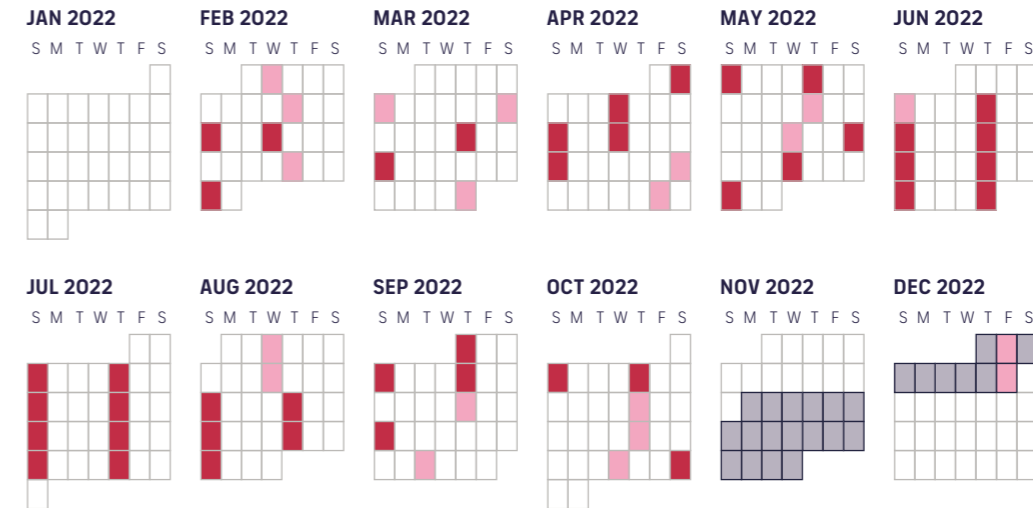 JAN 2022 FEB 2022 MAR 2022 APR 2022 MAY 2022 JUN 2022
S M T W T F S S M T W T F S S M T W T F S S M T W T F S S M T W T F S S M T W T F S
JUL 2022 AUG 2022 SEP 2022 OCT 2022 NOV 2022 DEC 2022
S M T W T F S S M T W T F S S M T W T F S S M T W T F S S M T W T F S S M T W T F S